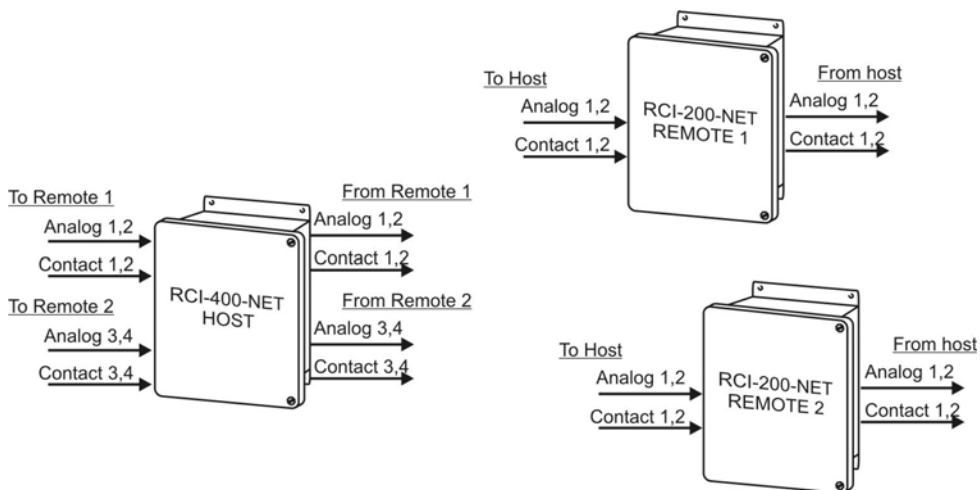 To Host
Analog 1,2
Contact 1,2
RCI-200-NET
REMOTE 1
From host
Analog 1,2
Contact 1,2
To Remote 1
Analog 1,2
Contact 1,2
To Remote 2
Analog 3,4
Contact 3,4
RCI-400-NET
HOST
From Remote 1
Analog 1,2
Contact 1,2
From Remote 2
Analog 3,4
Contact 3,4
To Host
Analog 1,2
Contact 1,2
RCI-200-NET
REMOTE 2
From host
Analog 1,2
Contact 1,2